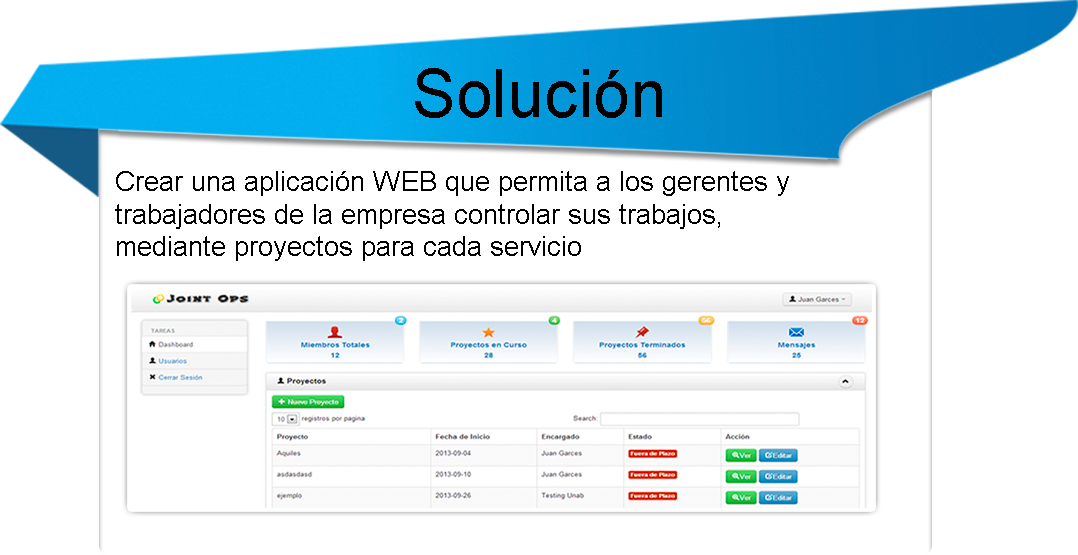 Solución
Crear una aplicación WEB que permita a los gerentes y
trabajadores de la empresa controlar sus trabajos,
mediante proyectos para cada servicio
JOINT OPS
Juan Garces
TAREAS
Dashboard
Usuarios
Cerrar Sesión
2
Miembros Totales
12
4
Proyectos en Curso
28
56
Proyectos Terminados
56
12
Mensajes
25
Proyectos
+ Nuevo Proyecto
10 registros por pagina Search:
Proyecto Fecha de Inicio Encargado Estado Acción
Aquiles 2013-09-04 Juan Garces Fuera de Plazo Ver Editar
asdasdasd 2013-09-10 Juan Garces Fuera de Plazo Ver Editar
ejemplo 2013-09-26 Testing Unab Fuera de Plazo Ver Editar